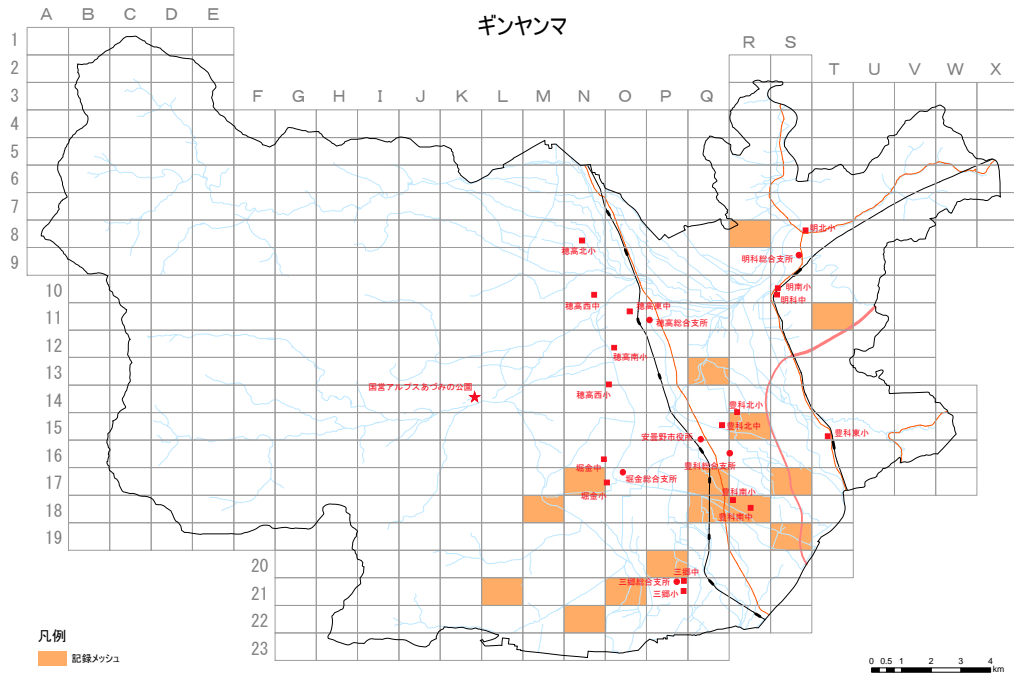 ギンヤンマ
A B C D E
R S
T U V W X
F G H I J K L M N O P Q
1
2
3
4
5
6
7
8
9
10
11
12
13
14
15
16
17
18
19
20
21
22
23
明北小
穂高北小
明科総合支所
明南小
明科中
穂高西中
穂高東中
穂高総合支所
穂高南小
国営アルプスあづみの公園
穂高西小
豊科北小
豊科北中
安曇野市役所
豊科東小
豊科総合支所
堀金中
堀金総合支所
堀金小
豊科南小
豊科南中
三郷中
三郷総合支所
三郷小
凡例
記録メッシュ
0 0.5 1 2 3 4
km